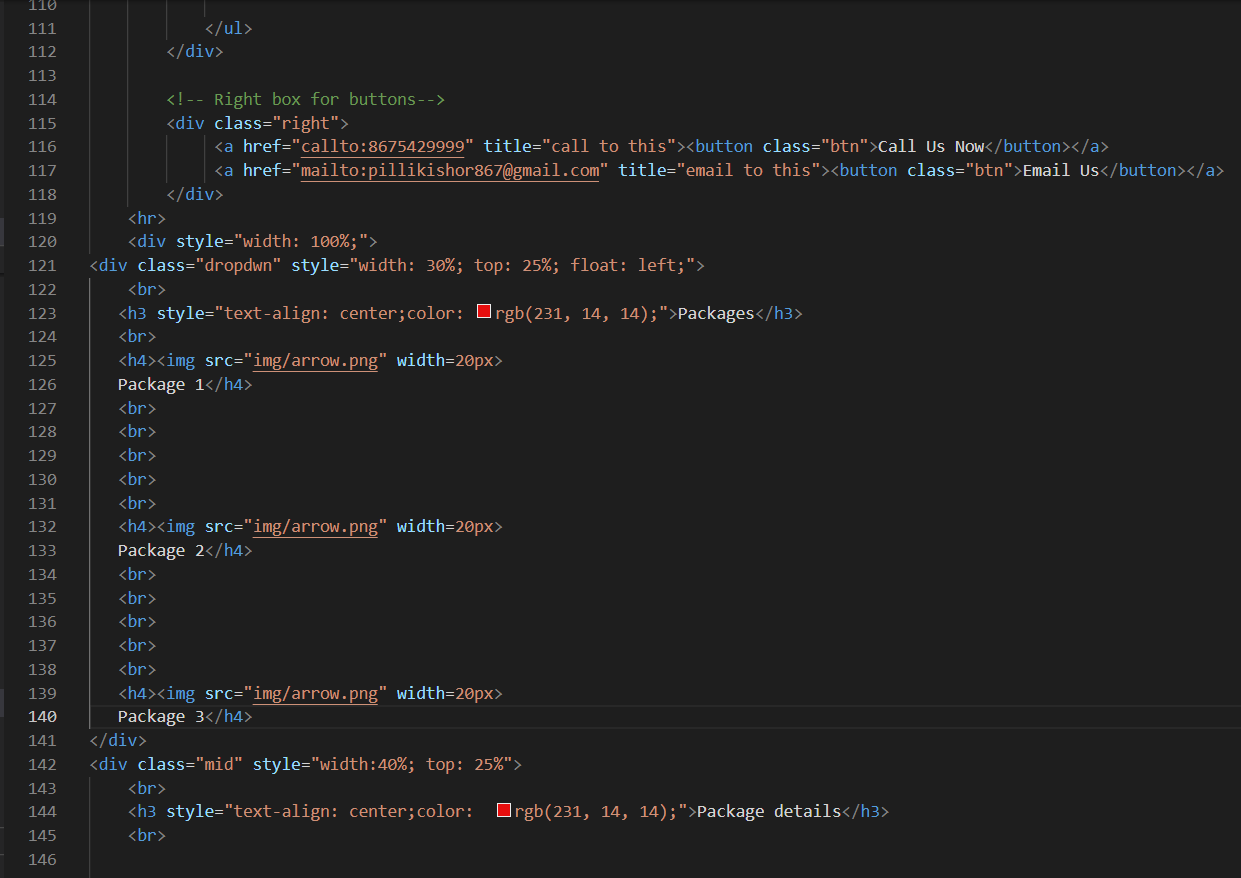 110
111 </ul>
112 </div>
113
114 <!-- Right box for buttons-->
115 <div class="right">
116 <a href="callto:8675429999" title="call to this"><button class="btn">Call Us Now</button></a>
117 <a href="mailto:pillikishor867@gmail.com" title="email to this"><button class="btn">Email Us</button></a>
118 </div>
119 <hr>
120 <div style="width: 100%;">
121 <div class="dropdwn" style="width: 30%; top: 25%; float: left;">
122 <br>
123 <h3 style="text-align: center;color: rgb(231, 14, 14);">Packages</h3>
124 <br>
125 <h4><img src="img/arrow.png" width=20px>
126 Package 1</h4>
127 <br>
128 <br>
129 <br>
130 <br>
131 <br>
132 <h4><img src="img/arrow.png" width=20px>
133 Package 2</h4>
134 <br>
135 <br>
136 <br>
137 <br>
138 <br>
139 <h4><img src="img/arrow.png" width=20px>
140 Package 3</h4>
141 </div>
142 <div class="mid" style="width:40%; top: 25%">
143 <br>
144 <h3 style="text-align: center;color: rgb(231, 14, 14);">Package details</h3>
145 <br>
146